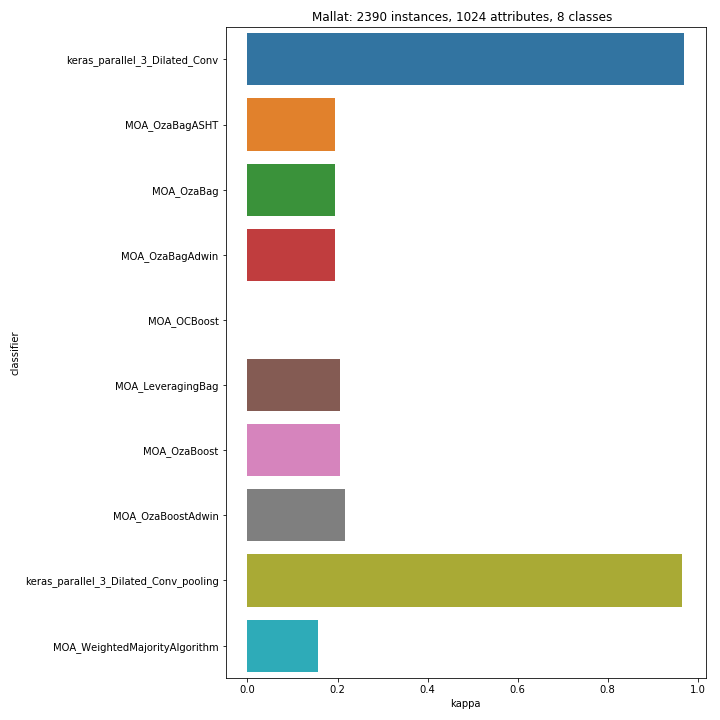 Mallat: 2390 instances, 1024 attributes, 8 classes
classifier
keras_parallel_3_Dilated_Conv
MOA_OzaBagASHT
MOA_OzaBag
MOA_OzaBagAdwin
MOA_OCBoost
MOA_LeveragingBag
MOA_OzaBoost
MOA_OzaBoostAdwin
keras_parallel_3_Dilated_Conv_pooling
MOA_WeightedMajorityAlgorithm
0.0 0.2 0.4 0.6 0.8 1.0
kappa